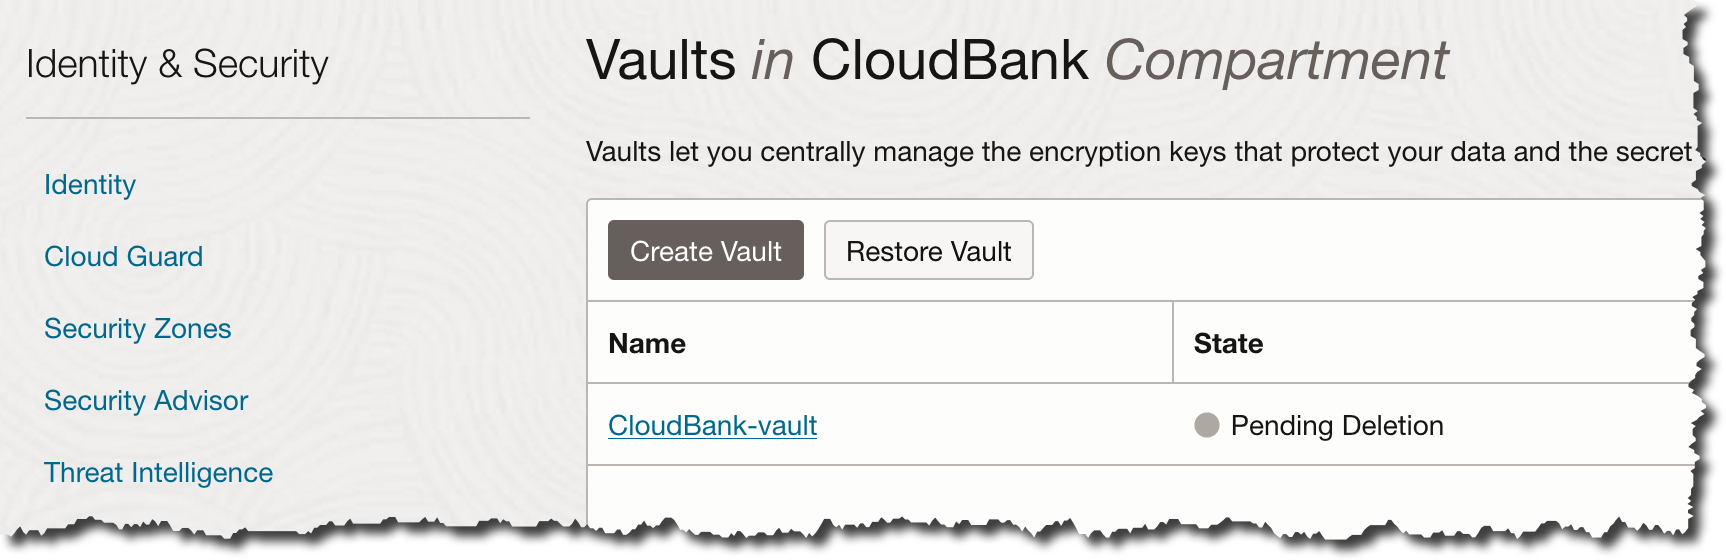 Identity & Security
Identity
Cloud Guard
Security Zones
Security Advisor
Threat Intelligence
Vaults in CloudBank Compartment
Vaults let you centrally manage the encryption keys that protect your data and the secret
Create Vault
Restore Vault
Name
State
CloudBank-vault
Pending Deletion